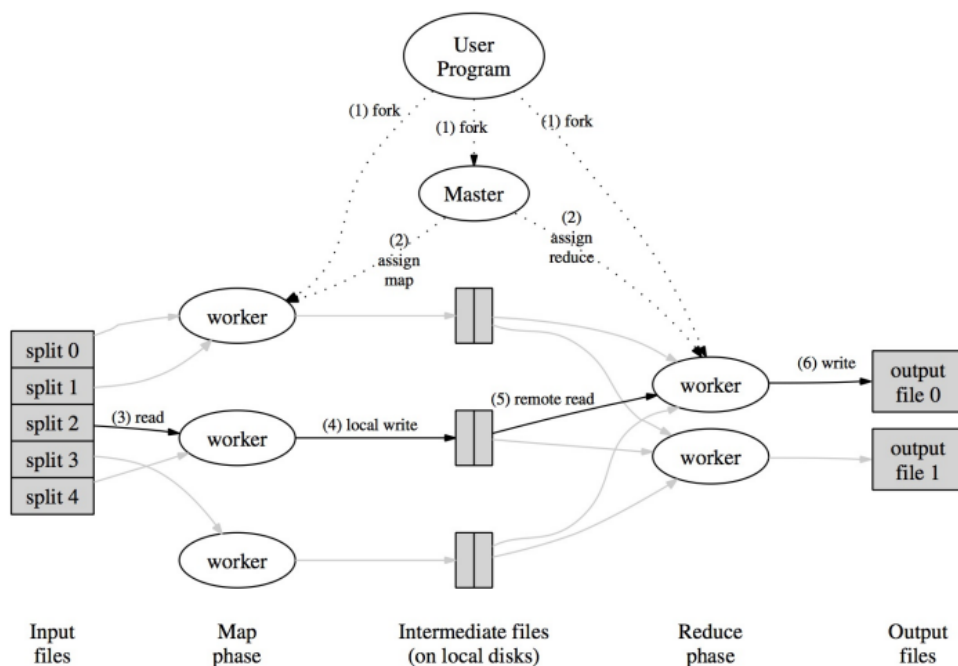 User
Program
(1) fork
(1) fork
(1) fork
Master
(2)
assign
map
(2)
assign
reduce
worker
split 0
split 1
split 2
split 3
split 4
(3) read
worker
(4) local write
(5) remote read
worker
(6) write
output
file 0
worker
output
file 1
worker
Input
files
Map
phase
Intermediate files
(on local disks)
Reduce
phase
Output
files